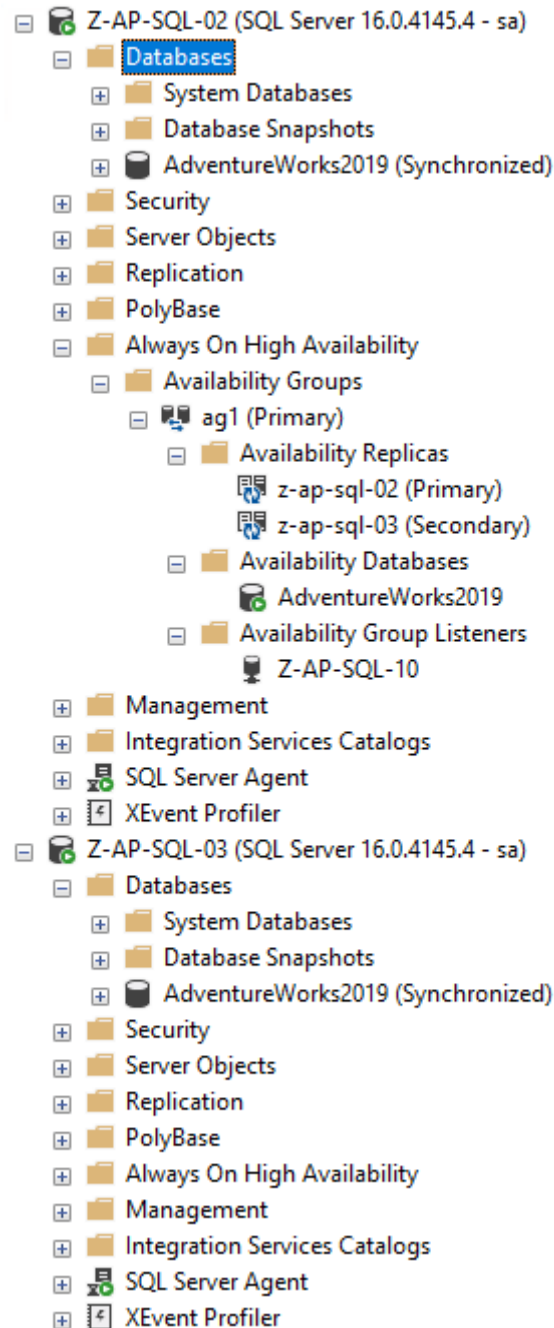 Z-AP-SQL-02 (SQL Server 16.0.4145.4 - sa)
Databases
System Databases
Database Snapshots
AdventureWorks2019 (Synchronized)
Security
Server Objects
Replication
PolyBase
Always On High Availability
Availability Groups
ag1 (Primary)
Availability Replicas
z-ap-sql-02 (Primary)
z-ap-sql-03 (Secondary)
Availability Databases
AdventureWorks2019
Availability Group Listeners
Z-AP-SQL-10
Management
Integration Services Catalogs
SQL Server Agent
XEvent Profiler
Z-AP-SQL-03 (SQL Server 16.0.4145.4 - sa)
Databases
System Databases
Database Snapshots
AdventureWorks2019 (Synchronized)
Security
Server Objects
Replication
PolyBase
Always On High Availability
Management
Integration Services Catalogs
SQL Server Agent
XEvent Profiler